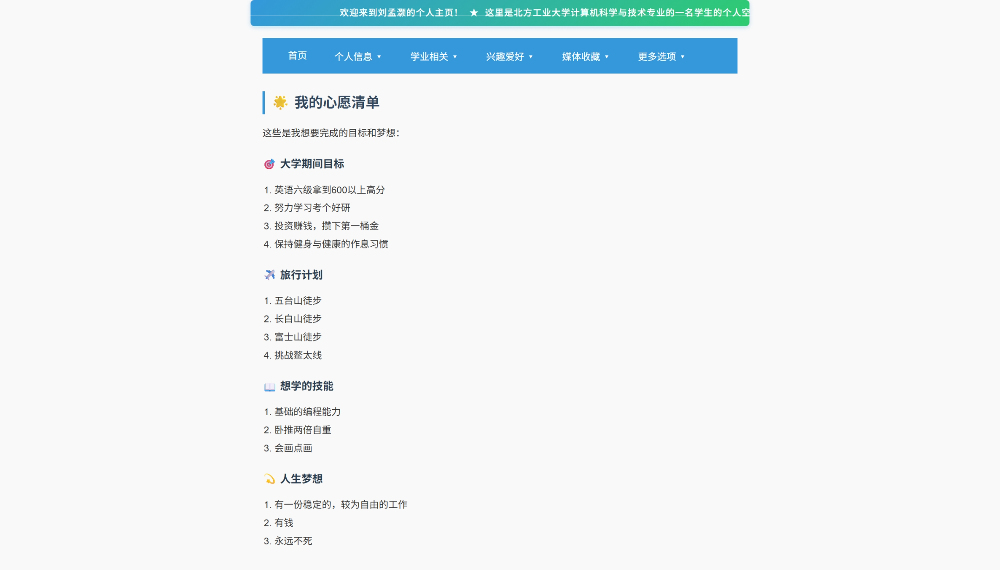 欢迎来到刘孟灏的个人主页！ ★ 这里是北方工业大学计算机科学与技术专业的一名学生的个人空
首页 个人信息 ▼ 学业相关 ▼ 兴趣爱好 ▼ 媒体收藏 ▼ 更多选项 ▼
🌟 我的心愿清单
这些是我想要完成的目标和梦想：
🎯 大学期间目标
1. 英语六级拿到600以上高分
2. 努力学习考个好研
3. 投资赚钱，攒下第一桶金
4. 保持健身与健康的作息习惯
✈️ 旅行计划
1. 五台山徒步
2. 长白山徒步
3. 富士山徒步
4. 挑战鳌太线
📖 想学的技能
1. 基础的编程能力
2. 卧推两倍自重
3. 会画点画
💫 人生梦想
1. 有一份稳定的，较为自由的工作
2. 有钱
3. 永远不死